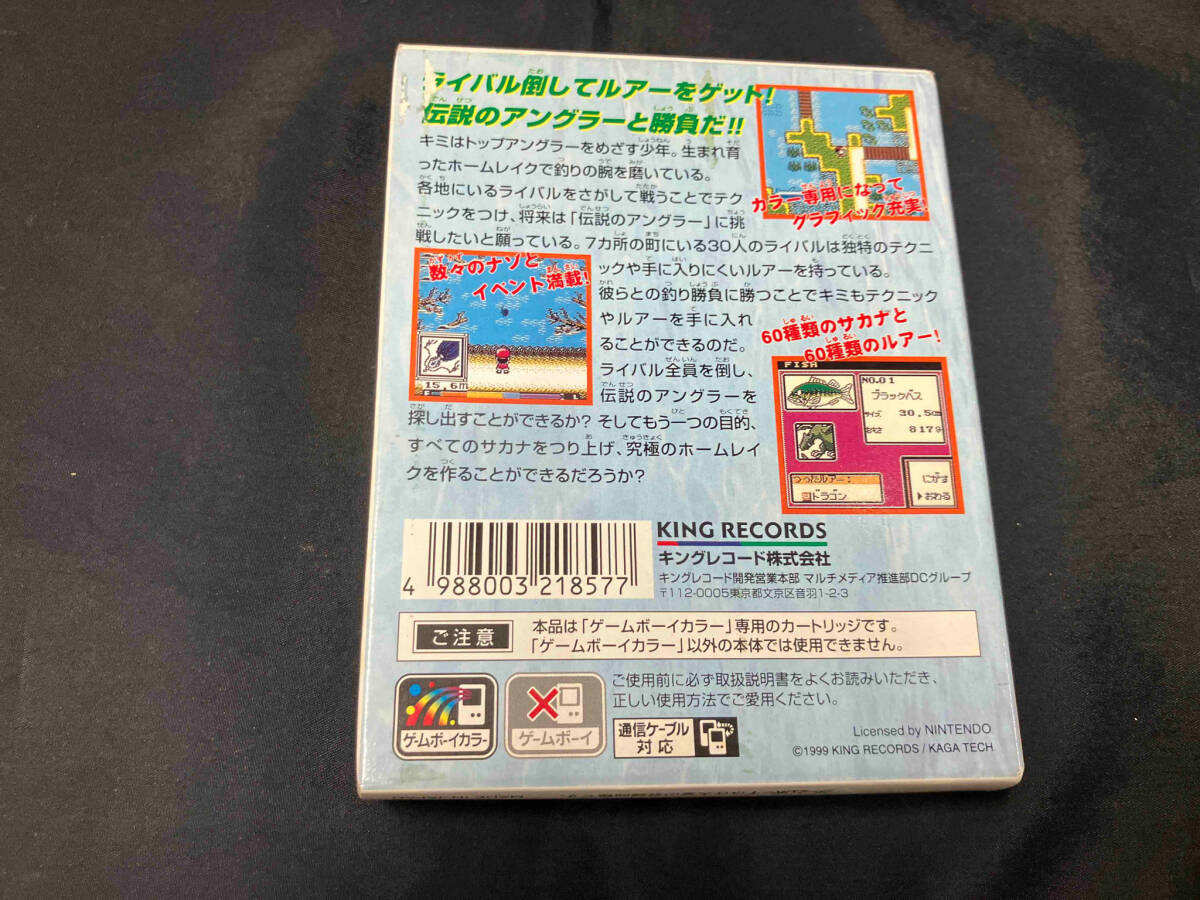 ライバル倒してルアーをゲット!
伝説のアングラーと勝負だ!!
キミはトップアングラーをめざす少年。生まれ育
ったホームレイクで釣りの腕を磨いている。
各地にいるライバルをさがして戦うことでテク
ニックをつけ、将来は「伝説のアングラー」に挑
戦したいと願っている。7カ所の町にいる30人のライバルは独特のテクニ
ックや手に入りにくいルアーを持っている。
彼らとの釣り勝負に勝つことでキミもテクニック
やルアーを手に入れ
ることができるのだ。
ライバル全員を倒し、
伝説のアングラーを
探し出すことができるか? そしてもう一つの目的、
すべてのサカナをつり上げ、究極のホームレイ
クを作ることができるだろうか?
カラー専用になって
グラフィック充実!
数々のナゾと
イベント満載!
15.6m
F
L
60種類のサカナと
60種類のルアー!
FISH
NO.01
ブラックバス
サイズ 30.5cm
おもさ 817g
つったルアー:
ドラゴン
にがす
▶おわる
4 988003 218577
KING RECORDS
キングレコード株式会社
キングレコード開発営業本部 マルチメディア推進部DCグループ
〒112-0005東京都文京区音羽1-2-3
ご注意
本品は「ゲームボーイカラー」専用のカートリッジです。
「ゲームボーイカラー」以外の本体では使用できません。
ゲームボーイカラー
ゲームボーイ
ご使用前に必ず取扱説明書をよくお読みいただき、
正しい使用方法でご愛用ください。
通信ケーブル
対応
Licensed by NINTENDO
©1999 KING RECORDS / KAGA TECH